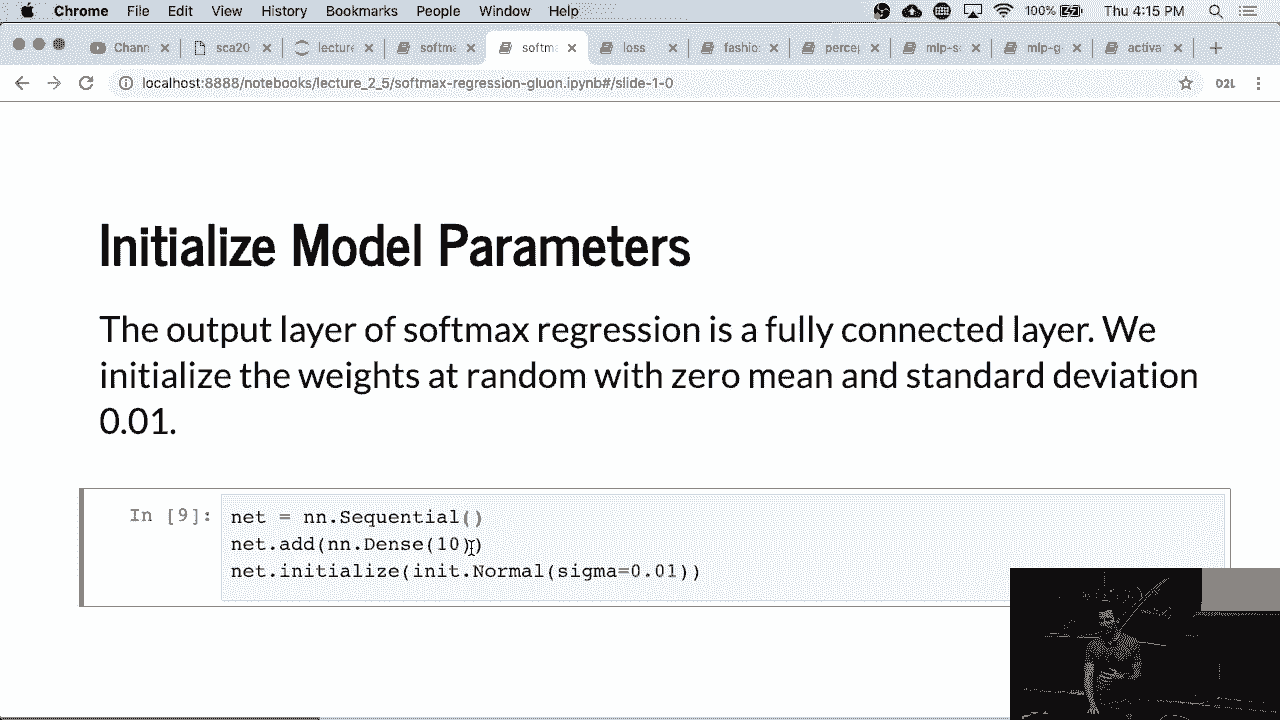 Chrome File Edit View History Bookmarks People Window Help 100% Thu 4:15 PM
Chann sca20 lecture softma softm loss fashio percep mlp-s mlp-g activa
localhost:8888/notebooks/lecture_2_5/softmax-regression-gluon.ipynb#/slide-1-0 D2L
Initialize Model Parameters
The output layer of softmax regression is a fully connected layer. We
initialize the weights at random with zero mean and standard deviation
0.01.
In [9]: net = nn.Sequential()
net.add(nn.Dense(10))
net.initialize(init.Normal(sigma=0.01))